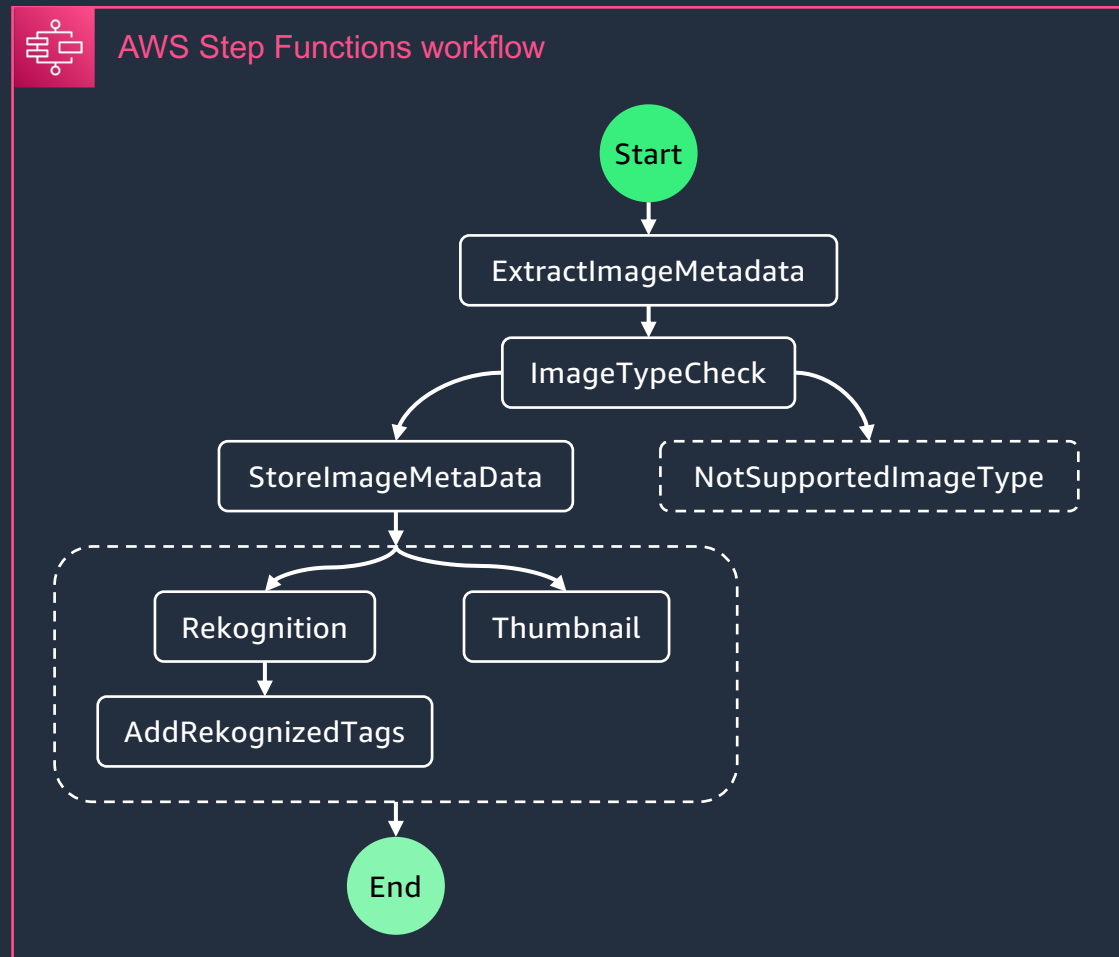 AWS Step Functions workflow
Start
ExtractImageMetadata
ImageTypeCheck
StoreImageMetaData
NotSupportedImageType
Rekognition
Thumbnail
AddRekognizedTags
End